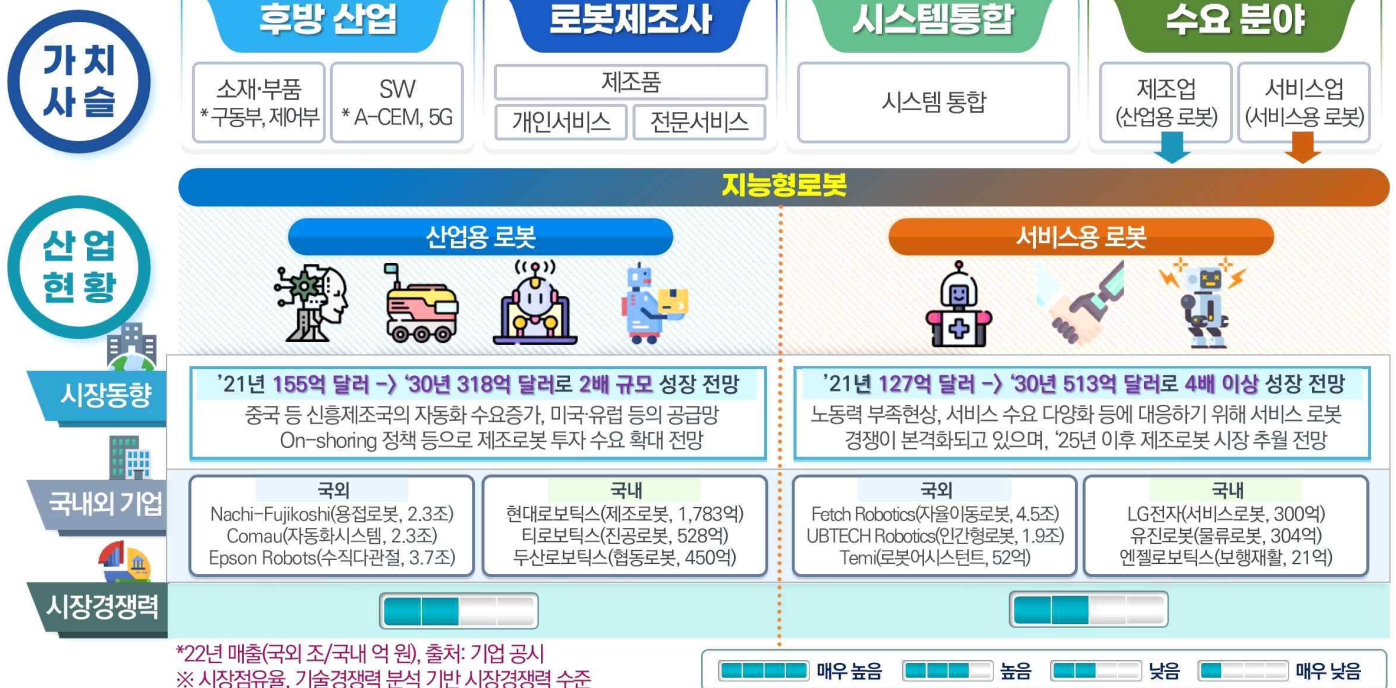 가치
사슬
후방 산업
로봇제조사
시스템통합
수요 분야
소재·부품
* 구동부, 제어부
SW
* A-CEM, 5G
제조품
개인서비스
전문서비스
시스템 통합
제조업
(산업용 로봇)
서비스업
(서비스용 로봇)
지능형로봇
산업
현황
산업용 로봇
서비스용 로봇
시장동향
'21년 155억 달러 -> '30년 318억 달러로 2배 규모 성장 전망
중국 등 신흥제조국의 자동화 수요증가, 미국·유럽 등의 공급망
On-shoring 정책 등으로 제조로봇 투자 수요 확대 전망
'21년 127억 달러 -> '30년 513억 달러로 4배 이상 성장 전망
노동력 부족현상, 서비스 수요 다양화 등에 대응하기 위해 서비스 로봇
경쟁이 본격화되고 있으며, '25년 이후 제조로봇 시장 추월 전망
국내외 기업
국외
Nachi-Fujikoshi(용접로봇, 2.3조)
Comau(자동화시스템, 2.3조)
Epson Robots(수직다관절, 3.7조)
국내
현대로보틱스(제조로봇, 1,783억)
티로보틱스(진공로봇, 528억)
두산로보틱스(협동로봇, 450억)
국외
Fetch Robotics(자율이동로봇, 4.5조)
UBTECH Robotics(인간형로봇, 1.9조)
Temi(로봇어시스턴트, 52억)
국내
LG전자(서비스로봇, 300억)
유진로봇(물류로봇, 304억)
엔젤로보틱스(보행재활, 21억)
시장경쟁력
*22년 매출(국외 조/국내 억 원), 출처: 기업 공시
※ 시장점유율, 기술경쟁력 분석 기반 시장경쟁력 수준
매우 높음
높음
낮음
매우 낮음